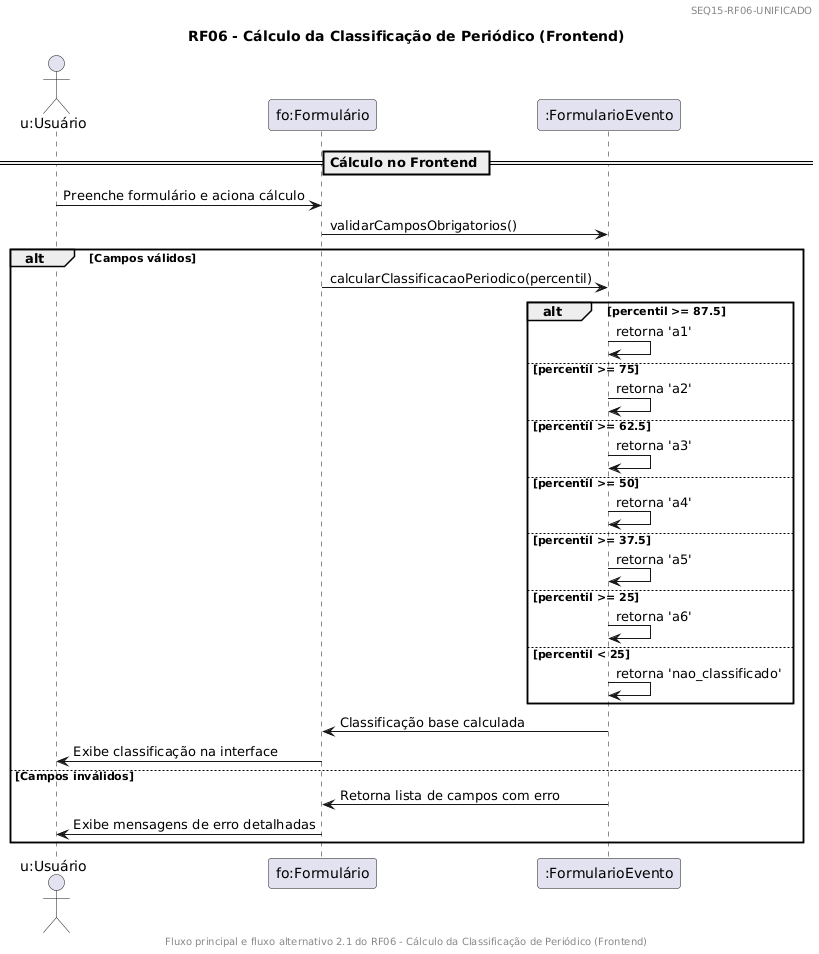 SEQ15-RF06-UNIFICADO
RF06 - Cálculo da Classificação de Periódico (Frontend)
u:Usuário
fo:Formulário
:FormularioEvento
Cálculo no Frontend
Preenche formulário e aciona cálculo
validarCamposObrigatorios()
alt
[Campos válidos]
calcularClassificacaoPeriodico(percentil)
alt
[percentil >= 87.5]
retorna 'a1'
[percentil >= 75]
retorna 'a2'
[percentil >= 62.5]
retorna 'a3'
[percentil >= 50]
retorna 'a4'
[percentil >= 37.5]
retorna 'a5'
[percentil >= 25]
retorna 'a6'
[percentil < 25]
retorna 'nao_classificado'
Classificação base calculada
Exibe classificação na interface
[Campos inválidos]
Retorna lista de campos com erro
Exibe mensagens de erro detalhadas
u:Usuário
fo:Formulário
:FormularioEvento
Fluxo principal e fluxo alternativo 2.1 do RF06 - Cálculo da Classificação de Periódico (Frontend)